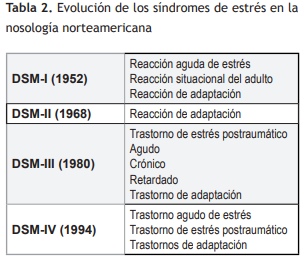 Tabla 2. Evolución de los síndromes de estrés en la
nosología norteamericana
DSM-I (1952)
Reacción aguda de estrés
Reacción situacional del adulto
Reacción de adaptación
DSM-II (1968)
Reacción de adaptación
DSM-III (1980)
Trastorno de estrés postraumático
Agudo
Crónico
Retardado
Trastorno de adaptación
DSM-IV (1994)
Trastorno agudo de estrés
Trastorno de estrés postraumático
Trastornos de adaptación